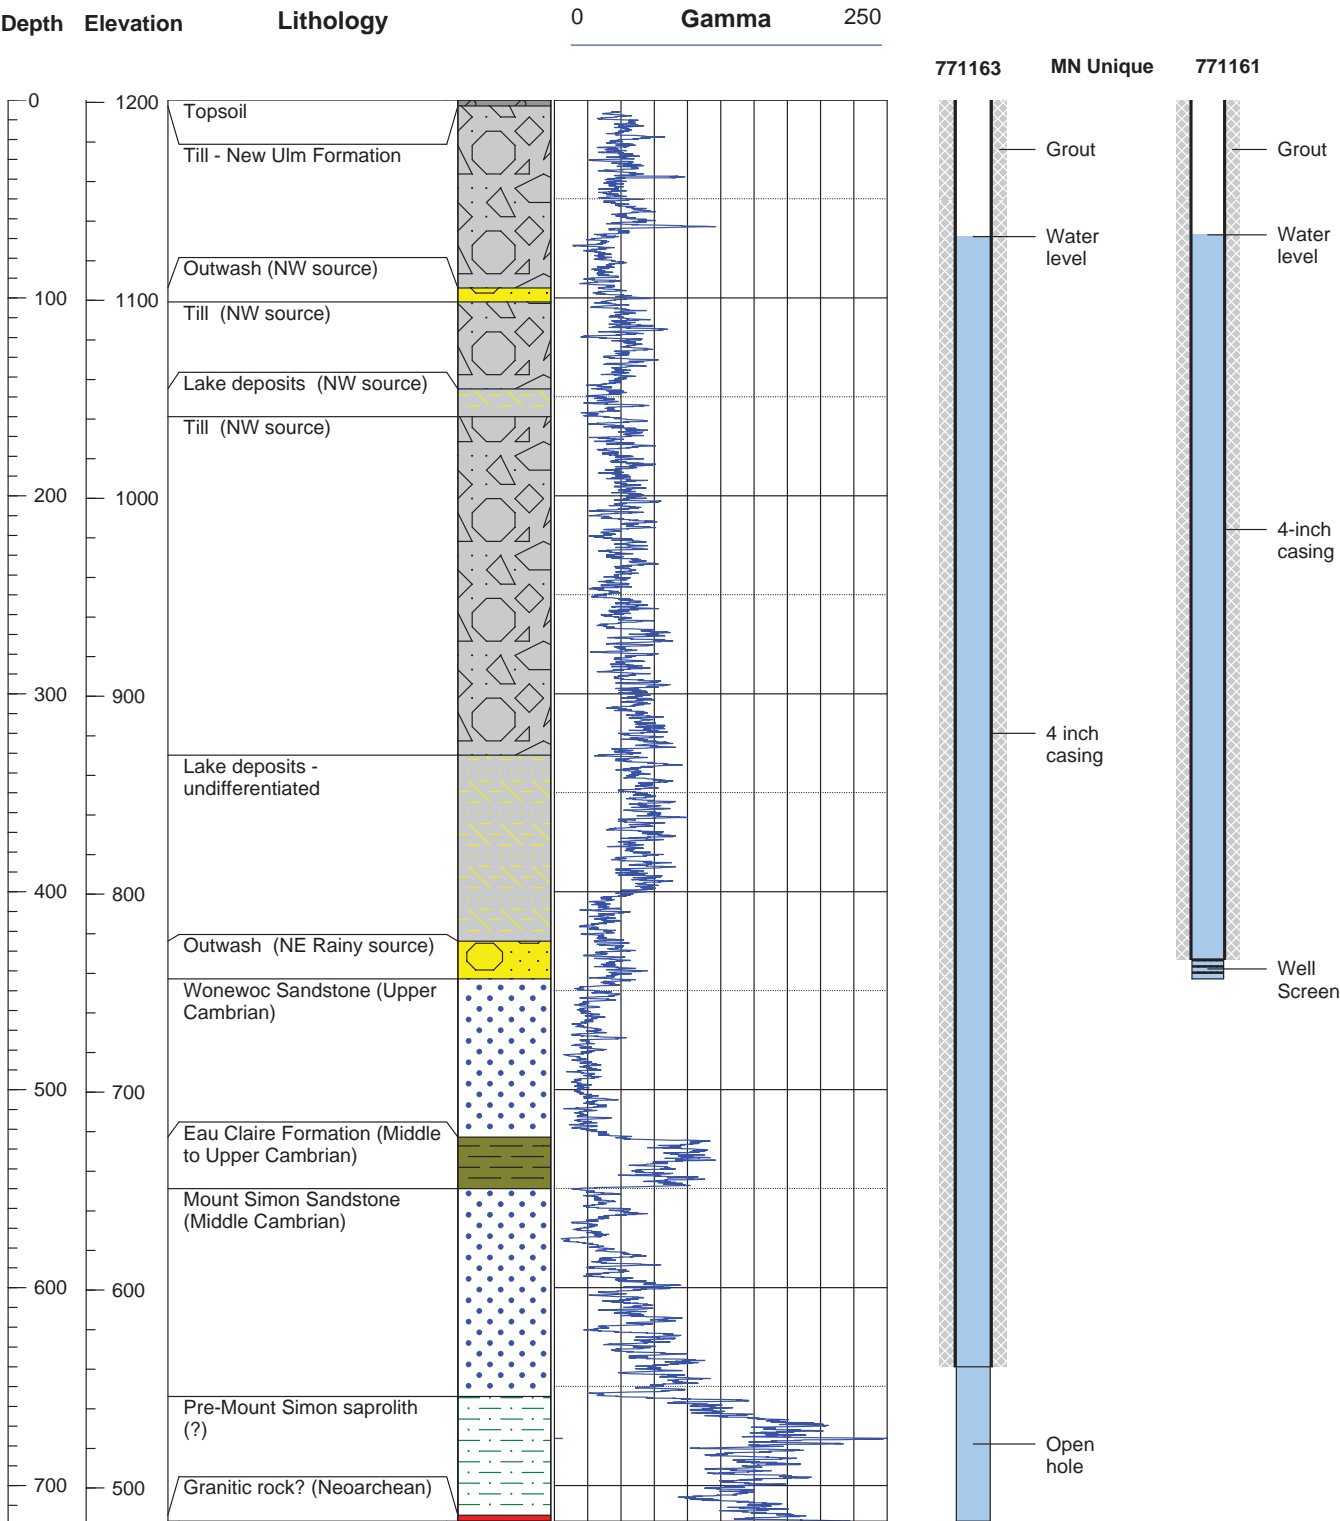 Depth Elevation Lithology 0 Gamma 250
771163 MN Unique 771161
0 1200
Topsoil
Till - New Ulm Formation
Grout
Grout
Water
level
Water
level
Outwash (NW source)
100 1100
Till (NW source)
Lake deposits (NW source)
Till (NW source)
200 1000
4-inch
casing
300 900
4 inch
casing
Lake deposits -
undifferentiated
400 800
Outwash (NE Rainy source)
Well
Screen
Wonewoc Sandstone (Upper
Cambrian)
500 700
Eau Claire Formation (Middle
to Upper Cambrian)
Mount Simon Sandstone
(Middle Cambrian)
600 600
Pre-Mount Simon saprolith
(?)
Open
hole
700 500
Granitic rock? (Neoarchean)